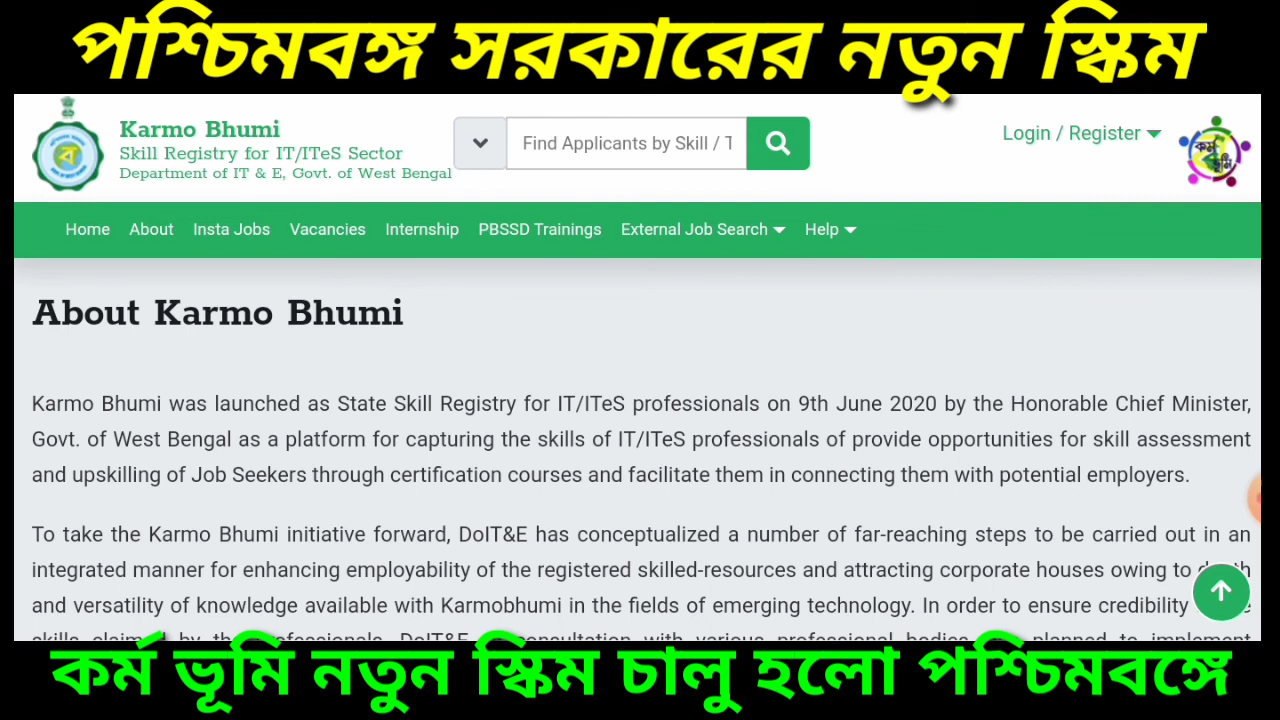 পশ্চিমবঙ্গ সরকারের নতুন স্কিম
Karmo Bhumi
Skill Registry for IT/ITeS Sector
Department of IT & E, Govt. of West Bengal
Find Applicants by Skill / T
Login / Register
কর্ম ভূমি
Home About Insta Jobs Vacancies Internship PBSSD Trainings External Job Search Help
About Karmo Bhumi
Karmo Bhumi was launched as State Skill Registry for IT/ITeS professionals on 9th June 2020 by the Honorable Chief Minister,
Govt. of West Bengal as a platform for capturing the skills of IT/ITeS professionals of provide opportunities for skill assessment
and upskilling of Job Seekers through certification courses and facilitate them in connecting them with potential employers.
To take the Karmo Bhumi initiative forward, DoIT&E has conceptualized a number of far-reaching steps to be carried out in an
integrated manner for enhancing employability of the registered skilled-resources and attracting corporate houses owing to
and versatility of knowledge available with Karmobhumi in the fields of emerging technology. In order to ensure credibility
কর্ম ভূমি নতুন স্কিম চালু হলো পশ্চিমবঙ্গে